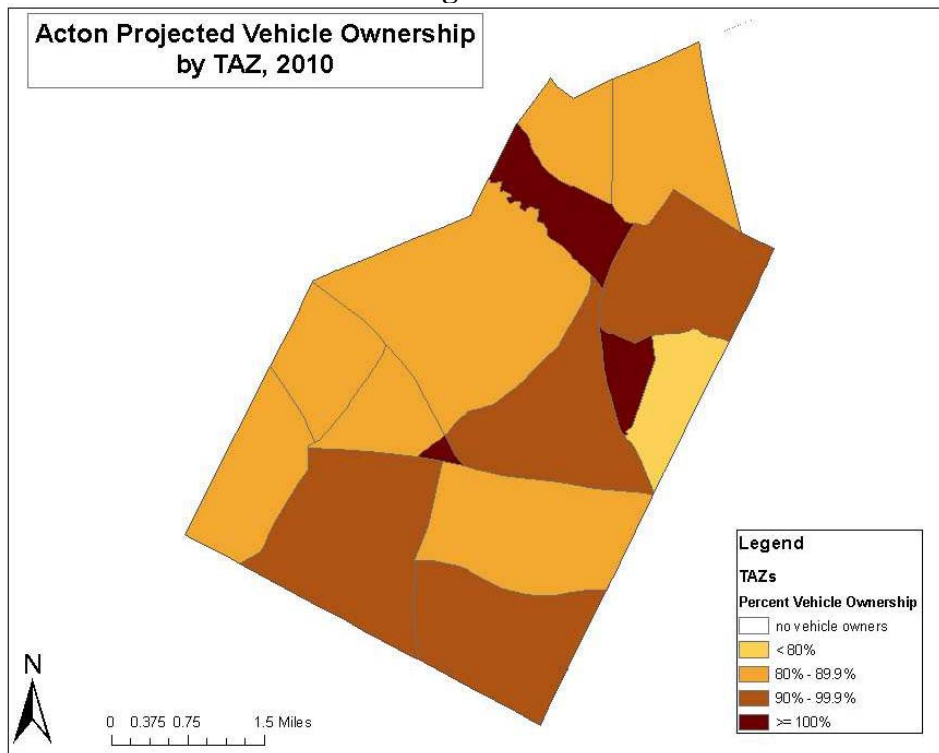 Acton Projected Vehicle Ownership
by TAZ, 2010
Legend
TAZs
Percent Vehicle Ownership
no vehicle owners
< 80%
80% - 89.9%
90% - 99.9%
>= 100%
N
0 0.375 0.75 1.5 Miles